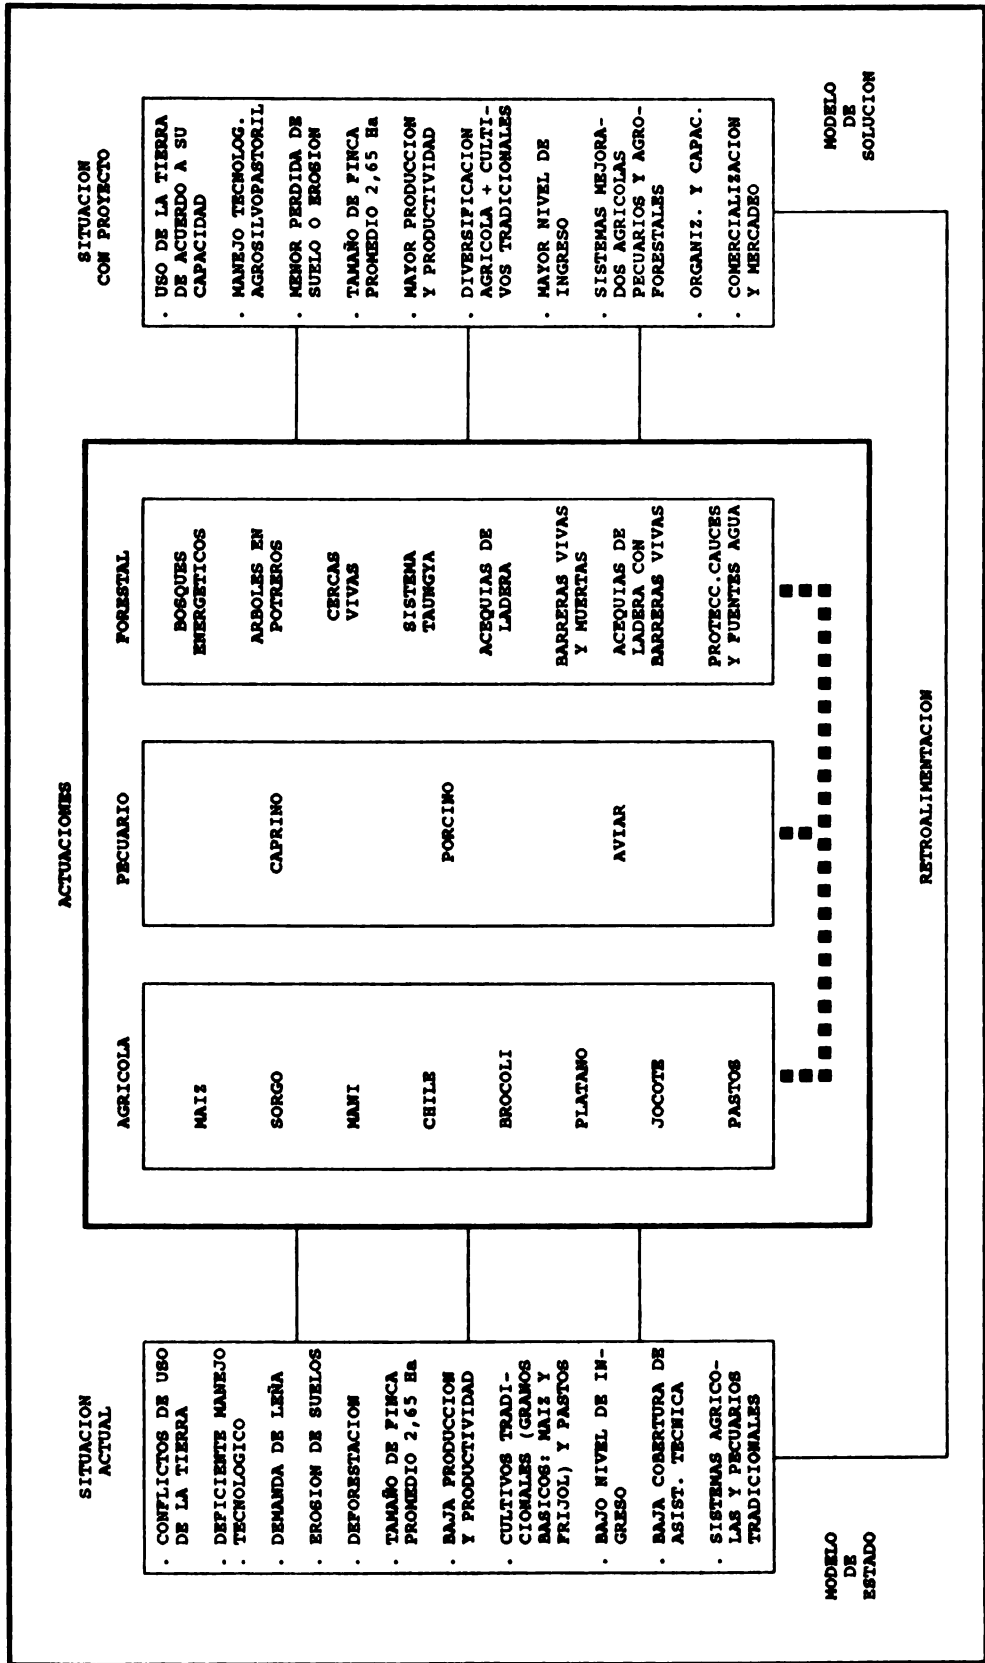 SITUACION
ACTUAL
. CONFLICTOS DE USO
DE LA TIERRA
. DEFICIENTE MANEJO
. TECNOLOGICO
. DEMANDA DE LEÑA
. EROSION DE SUELOS
. DEFORESTACION
. TAMAÑO DE FINCA
PROMEDIO 2,65 Ha
. BAJA PRODUCCION
Y PRODUCTIVIDAD
. CULTIVOS TRADI-
CIONALES (GRANOS
BASICOS: MAIZ Y
FRIJOL) Y PASTOS
. BAJO NIVEL DE IN-
GRESO
. BAJA COBERTURA DE
ASIST. TECNICA
. SISTEMAS AGRICO-
LAS Y PECUARIOS
TRADICIONALES
MODELO
DE
ESTADO
ACTUACIONES
AGRICOLA
MAIZ
SORGO
MANI
CHILE
BROCOLI
PLATANO
JOCOTE
PASTOS
PECUARIO
CAPRINO
PORCINO
AVIAR
FORESTAL
BOSQUES
ENERGETICOS
ARBOLES EN
POTREROS
CERCAS
VIVAS
SISTEMA
TAUNGYA
ACEQUIAS DE
LADERA
BARRERAS VIVAS
Y MUERTAS
ACEQUIAS DE
LADERA CON
BARRERAS VIVAS
PROTECC.CAUCES
Y FUENTES AGUA
SITUACION
CON PROYECTO
. USO DE LA TIERRA
DE ACUERDO A SU
CAPACIDAD
. MANEJO TECNOLOG.
AGROSILVOPASTORIL
. MENOR PERDIDA DE
SUELO O EROSION
. TAMAÑO DE FINCA
PROMEDIO 2,65 Ha
. MAYOR PRODUCCION
Y PRODUCTIVIDAD
. DIVERSIFICACION
AGRICOLA + CULTI-
VOS TRADICIONALES
. MAYOR NIVEL DE
INGRESO
. SISTEMAS MEJORA-
DOS AGRICOLAS
PECUARIOS Y AGRO-
FORESTALES
. ORGANIZ. Y CAPAC.
. COMERCIALIZACION
Y MERCADEO
MODELO
DE
SOLUCION
RETROALIMENTACION